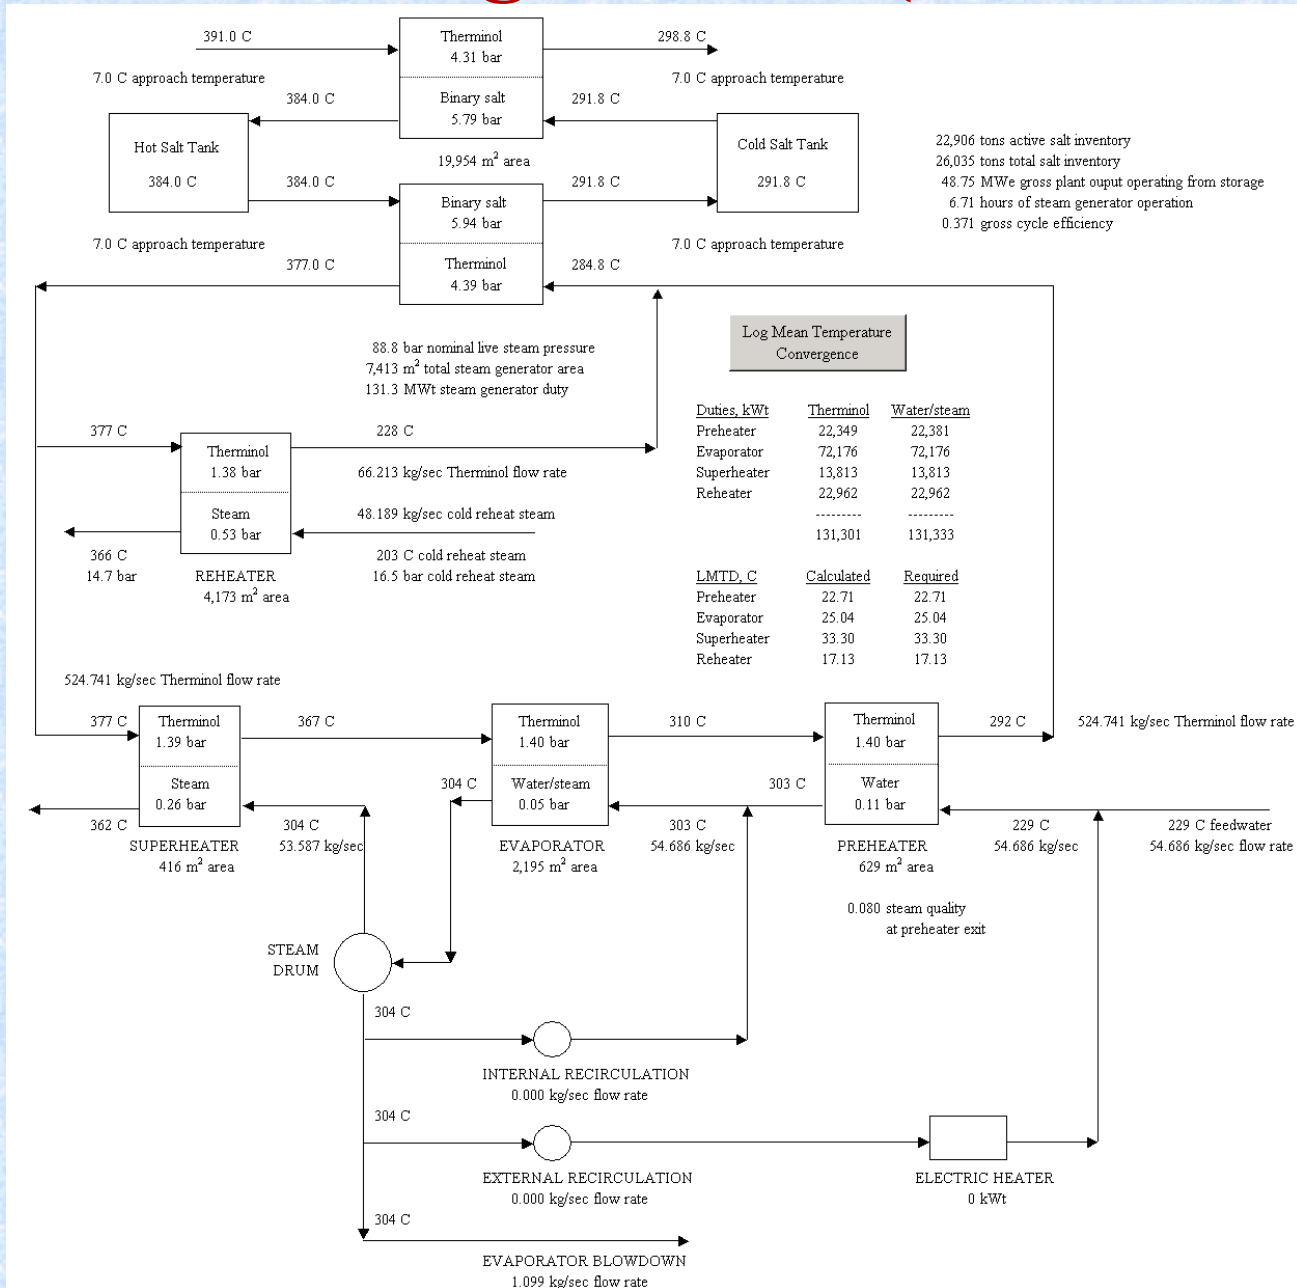 391.0 C
Therminol
4.31 bar
298.8 C
7.0 C approach temperature
7.0 C approach temperature
384.0 C
Binary salt
5.79 bar
291.8 C
Hot Salt Tank
384.0 C
Cold Salt Tank
291.8 C
19,954 m² area
22,906 tons active salt inventory
26,035 tons total salt inventory
48.75 MWe gross plant ouput operating from storage
6.71 hours of steam generator operation
0.371 gross cycle efficiency
384.0 C
Binary salt
5.94 bar
291.8 C
7.0 C approach temperature
7.0 C approach temperature
377.0 C
Therminol
4.39 bar
284.8 C
88.8 bar nominal live steam pressure
7,413 m² total steam generator area
131.3 MWt steam generator duty
Log Mean Temperature
Convergence
Duties, kWt Therminol Water/steam
Preheater 22,349 22,381
Evaporator 72,176 72,176
Superheater 13,813 13,813
Reheater 22,962 22,962
--------- ---------
131,301 131,333
LMTD, C Calculated Required
Preheater 22.71 22.71
Evaporator 25.04 25.04
Superheater 33.30 33.30
Reheater 17.13 17.13
377 C
Therminol
1.38 bar
228 C
66.213 kg/sec Therminol flow rate
Steam
0.53 bar
48.189 kg/sec cold reheat steam
366 C
14.7 bar
203 C cold reheat steam
16.5 bar cold reheat steam
REHEATER
4,173 m² area
524.741 kg/sec Therminol flow rate
377 C
Therminol
1.39 bar
367 C
Therminol
1.40 bar
310 C
Therminol
1.40 bar
292 C
524.741 kg/sec Therminol flow rate
Steam
0.26 bar
304 C
Water/steam
0.05 bar
303 C
Water
0.11 bar
362 C
304 C
53.587 kg/sec
303 C
54.686 kg/sec
229 C
54.686 kg/sec
229 C feedwater
54.686 kg/sec flow rate
SUPERHEATER
416 m² area
EVAPORATOR
2,195 m² area
PREHEATER
629 m² area
0.080 steam quality
at preheater exit
STEAM
DRUM
304 C
INTERNAL RECIRCULATION
0.000 kg/sec flow rate
304 C
EXTERNAL RECIRCULATION
0.000 kg/sec flow rate
ELECTRIC HEATER
0 kWt
304 C
EVAPORATOR BLOWDOWN
1.099 kg/sec flow rate